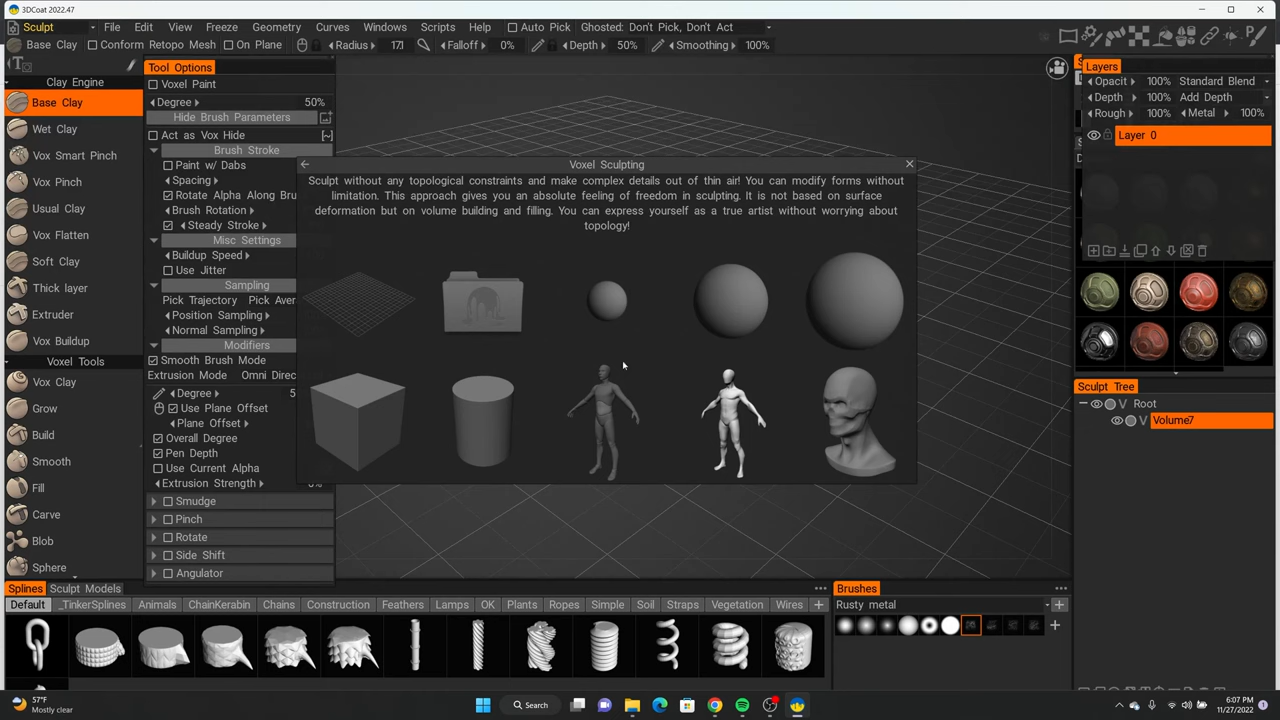 3DCoat 2022.47
Sculpt File Edit View Freeze Geometry Curves Windows Scripts Help Auto Pick Ghosted: Don't Pick, Don't Act
Base Clay Conform Retopo Mesh On Plane Radius 171 Falloff 0% Depth 50% Smoothing 100%
Clay Engine
Base Clay
Wet Clay
Vox Smart Pinch
Vox Pinch
Usual Clay
Vox Flatten
Soft Clay
Thick layer
Extruder
Vox Buildup
Voxel Tools
Vox Clay
Grow
Build
Smooth
Fill
Carve
Blob
Sphere
Tool Options
Voxel Paint
Degree 50%
Hide Brush Parameters
Act as Vox Hide [~]
Brush Stroke
Paint w/ Dabs
Spacing
Rotate Alpha Along Bru
Brush Rotation
Steady Stroke
Misc Settings
Buildup Speed
Use Jitter
Sampling
Pick Trajectory Pick Aver
Position Sampling
Normal Sampling
Modifiers
Smooth Brush Mode
Extrusion Mode Omni Direc
Degree 5
Use Plane Offset
Plane Offset
Overall Degree
Pen Depth
Use Current Alpha
Extrusion Strength
Smudge
Pinch
Rotate
Side Shift
Angulator
Voxel Sculpting
Sculpt without any topological constraints and make complex details out of thin air! You can modify forms without
limitation. This approach gives you an absolute feeling of freedom in sculpting. It is not based on surface
deformation but on volume building and filling. You can express yourself as a true artist without worrying about
topology!
Layers
Opacit 100% Standard Blend
Depth 100% Add Depth
Rough 100% Metal 100%
Layer 0
Sculpt Tree
V Root
V Volume7
Splines Sculpt Models
Default _TinkerSplines Animals ChainKerabin Chains Construction Feathers Lamps OK Plants Ropes Simple Soil Straps Vegetation Wires
Brushes
Rusty metal
57°F
Mostly clear
Search
6:07 PM
11/27/2022